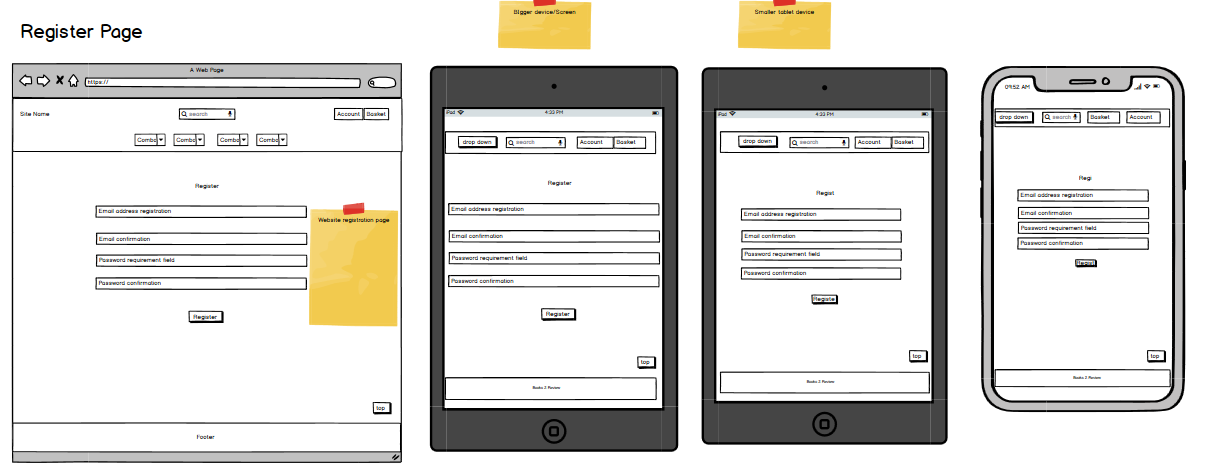 Register Page
Bigger device/Screen
Smaller tablet device
A Web Page
https://
Site Name
search
Account
Basket
Combo
Combo
Combo
Combo
Register
Email address registration
Email confirmation
Password requirement field
Password confirmation
Register
Website registration page
top
Footer
iPad
4:33 PM
drop down
search
Account
Basket
Register
Email address registration
Email confirmation
Password requirement field
Password confirmation
Register
top
Books 2 Review
iPad
4:33 PM
drop down
search
Account
Basket
Regist
Email address registration
Email confirmation
Password requirement field
Password confirmation
Registe
top
Books 2 Review
09:52 AM
drop down
search
Basket
Account
Regi
Email address registration
Email confirmation
Password requirement field
Password confirmation
Regist
top
Books 2 Review